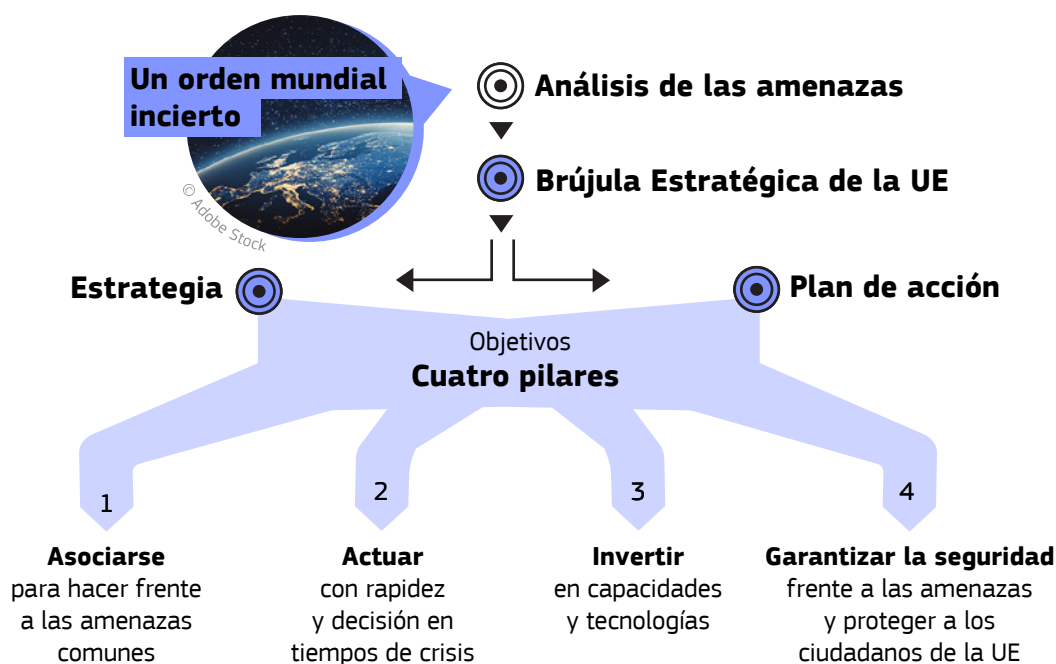 Un orden mundial
incierto
© Adobe Stock
Análisis de las amenazas
Brújula Estratégica de la UE
Estrategia
Plan de acción
Objetivos
Cuatro pilares
1
Asociarse
para hacer frente
a las amenazas
comunes
2
Actuar
con rapidez
y decisión en
tiempos de crisis
3
Invertir
en capacidades
y tecnologías
4
Garantizar la seguridad
frente a las amenazas
y proteger a los
ciudadanos de la UE